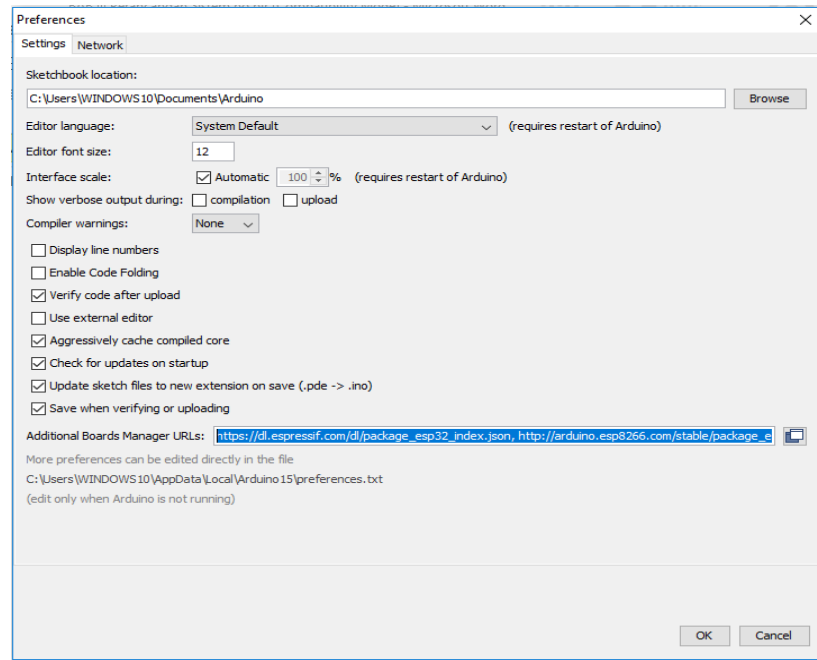 Preferences
Settings Network
Sketchbook location:
C:\Users\WINDOWS10\Documents\Arduino Browse
Editor language: System Default (requires restart of Arduino)
Editor font size: 12
Interface scale: Automatic 100 % (requires restart of Arduino)
Show verbose output during: compilation upload
Compiler warnings: None
Display line numbers
Enable Code Folding
Verify code after upload
Use external editor
Aggressively cache compiled core
Check for updates on startup
Update sketch files to new extension on save (.pde -> .ino)
Save when verifying or uploading
Additional Boards Manager URLs: https://dl.espressif.com/dl/package_esp32_index.json, http://arduino.esp8266.com/stable/package_e
More preferences can be edited directly in the file
C:\Users\WINDOWS10\AppData\Local\Arduino15\preferences.txt
(edit only when Arduino is not running)
OK Cancel